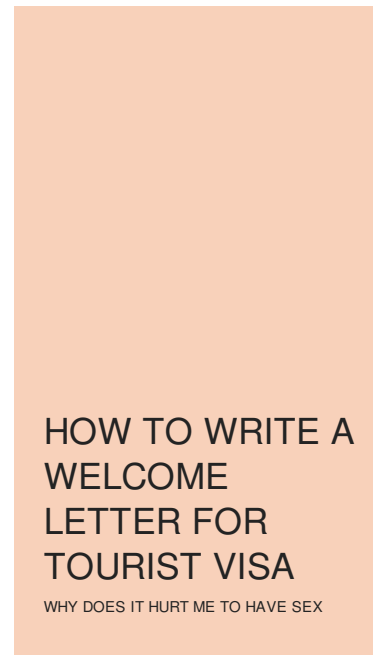 HOW TO WRITE A
WELCOME
LETTER FOR
TOURIST VISA
WHY DOES IT HURT ME TO HAVE SEX